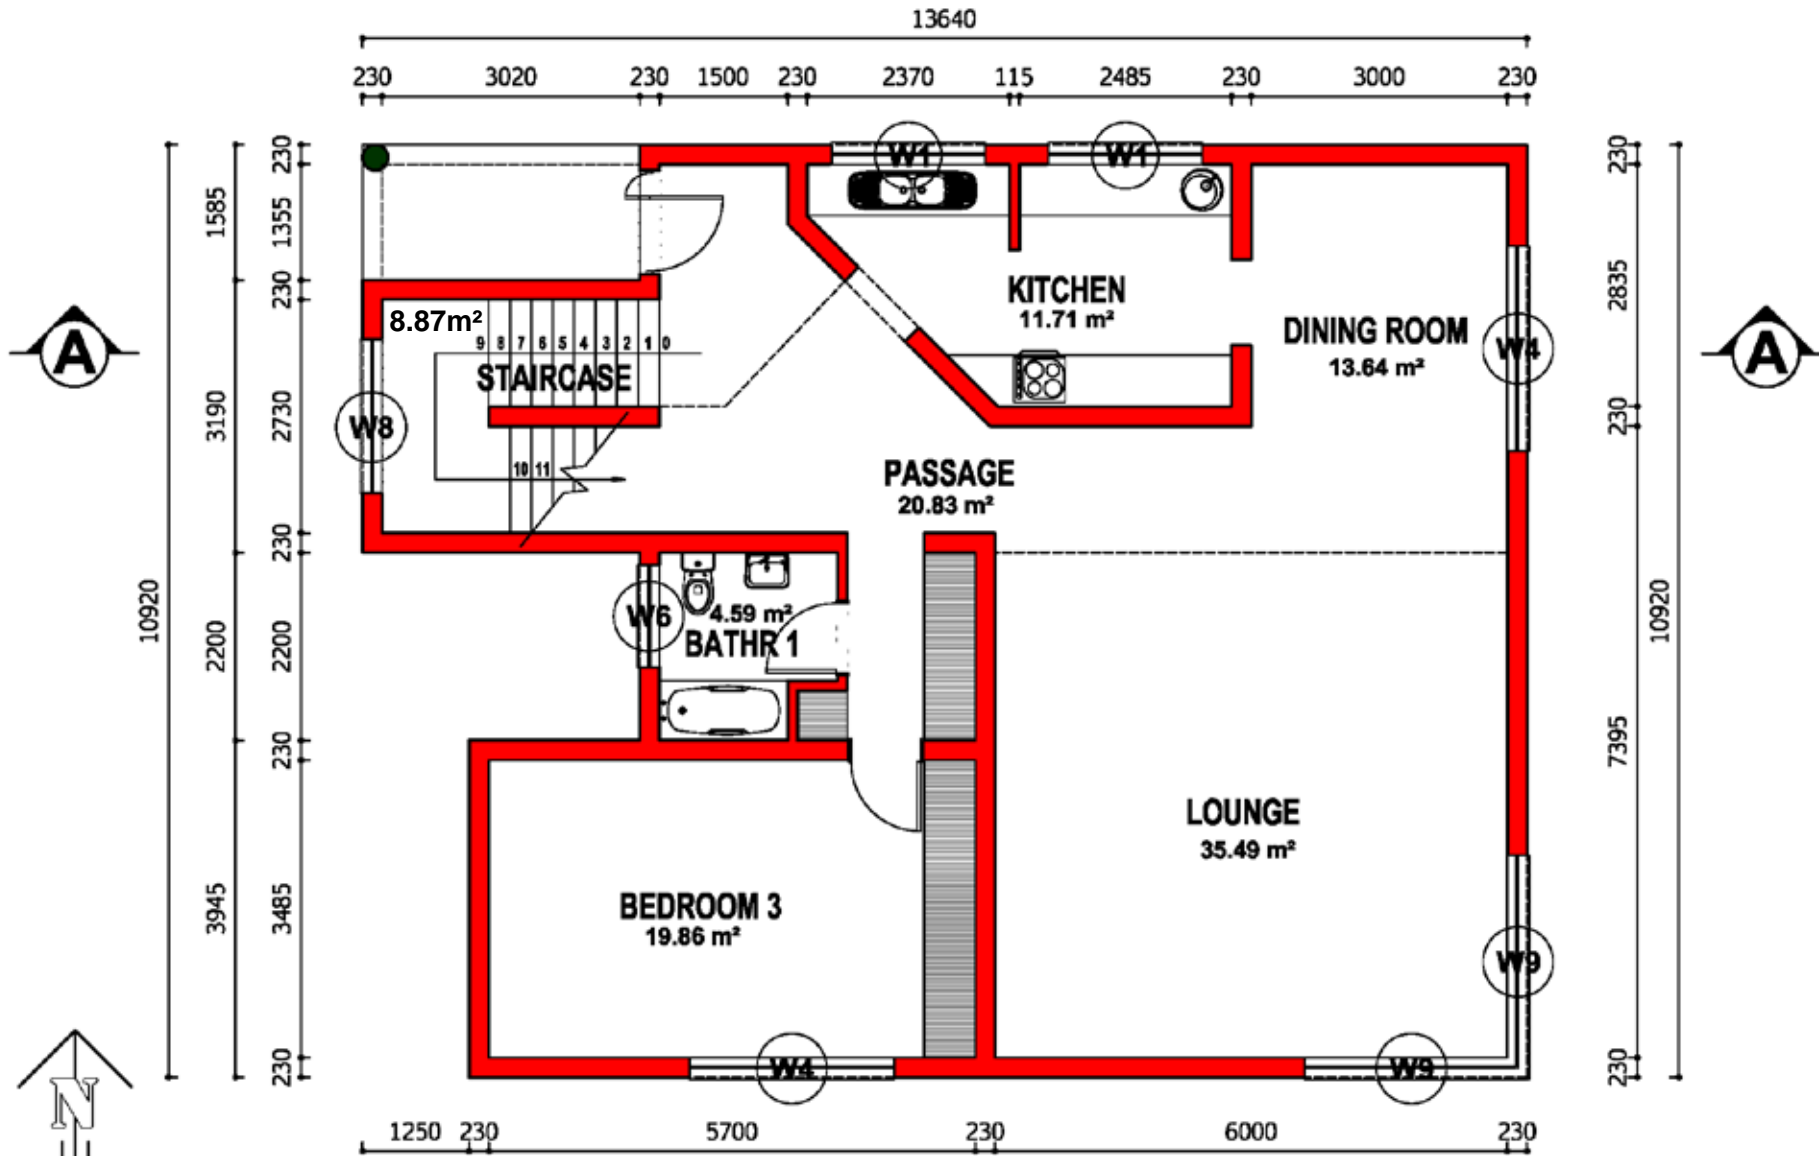 13640
230 3020 230 1500 230 2370 115 2485 230 3000 230
10920
1585
3190
2200
3945
230
1355
230
2730
230
2200
230
3485
230
W1 W1
KITCHEN
11.71 m²
DINING ROOM
13.64 m²
8.87m²
9 8 7 6 5 4 3 2 1 0
STAIRCASE
10 11
A
A
W8
W4
PASSAGE
20.83 m²
W6
4.59 m²
BATHR 1
LOUNGE
35.49 m²
BEDROOM 3
19.86 m²
W9
W4
W9
230
2835
230
7395
230
10920
N
1250 230 5700 230 6000 230